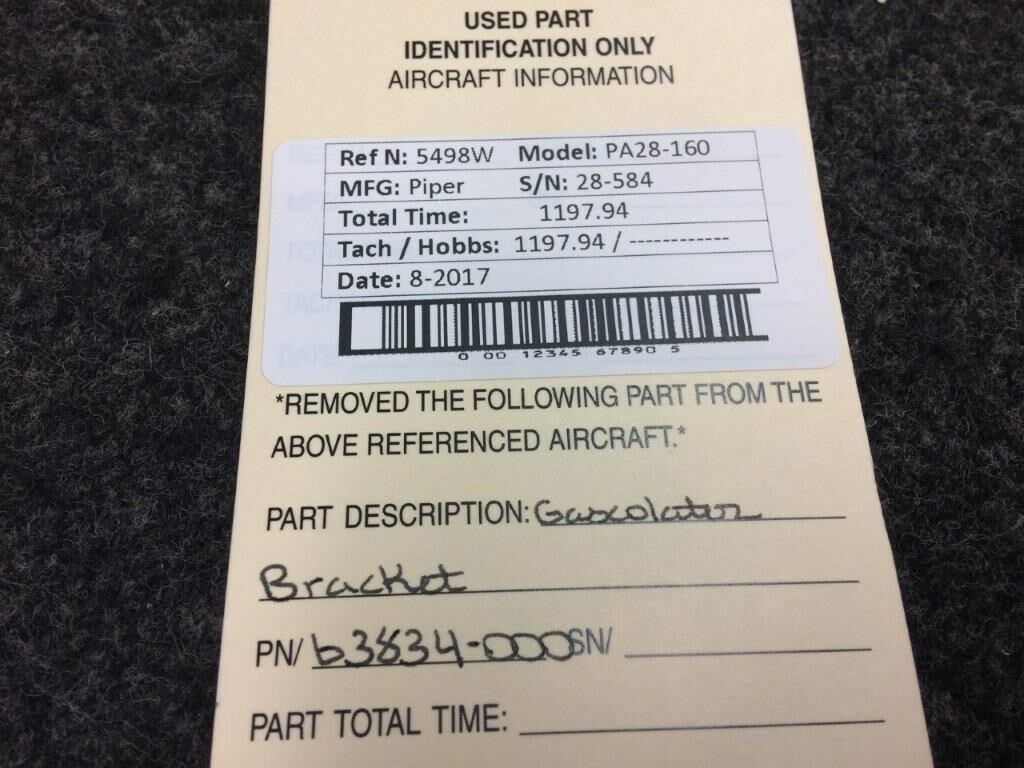 USED PART
IDENTIFICATION ONLY
AIRCRAFT INFORMATION
Ref N: 5498W Model: PA28-160
MFG: Piper S/N: 28-584
Total Time: 1197.94
Tach / Hobbs: 1197.94 / ------------
Date: 8-2017
0 00 12345 67890 5
*REMOVED THE FOLLOWING PART FROM THE
ABOVE REFERENCED AIRCRAFT.*
PART DESCRIPTION: Gascolator
Bracket
PN/ 63834-000 SN/
PART TOTAL TIME: